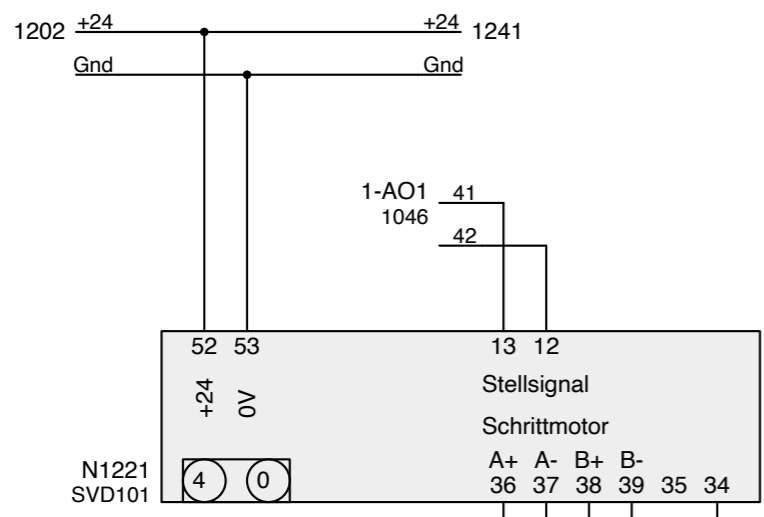 1202 +24 +24 1241
Gnd Gnd
1-AO1 41
1046
42
52 53 13 12
+24 0V Stellsignal
Schrittmotor
A+ A- B+ B-
N1221 4 0 36 37 38 39 35 34
SVD101